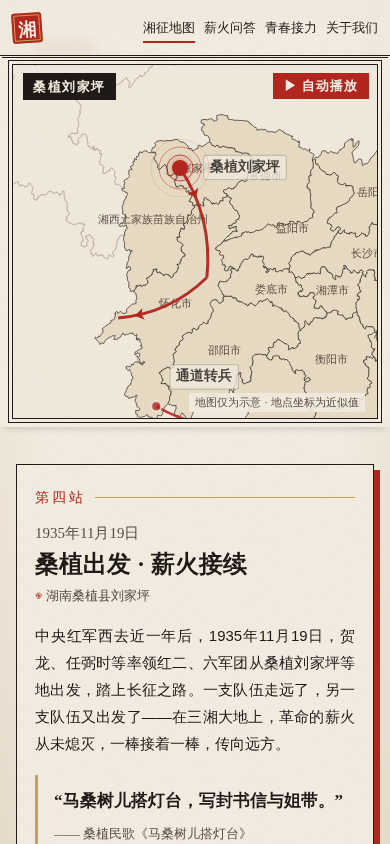 湘
湘征地图 薪火问答 青春接力 关于我们
桑植刘家坪
▶ 自动播放
桑植刘家坪
岳阳
湘西土家族苗族自治州
益阳市
长沙市
娄底市
湘潭市
怀化市
邵阳市
衡阳市
通道转兵
地图仅为示意 · 地点坐标为近似值
第四站
1935年11月19日
桑植出发 · 薪火接续
湖南桑植县刘家坪
中央红军西去近一年后，1935年11月19日，贺
龙、任弼时等率领红二、六军团从桑植刘家坪等
地出发，踏上长征之路。一支队伍走远了，另一
支队伍又出发了——在三湘大地上，革命的薪火
从未熄灭，一棒接着一棒，传向远方。
“马桑树儿搭灯台，写封书信与姐带。”
—— 桑植民歌《马桑树儿搭灯台》